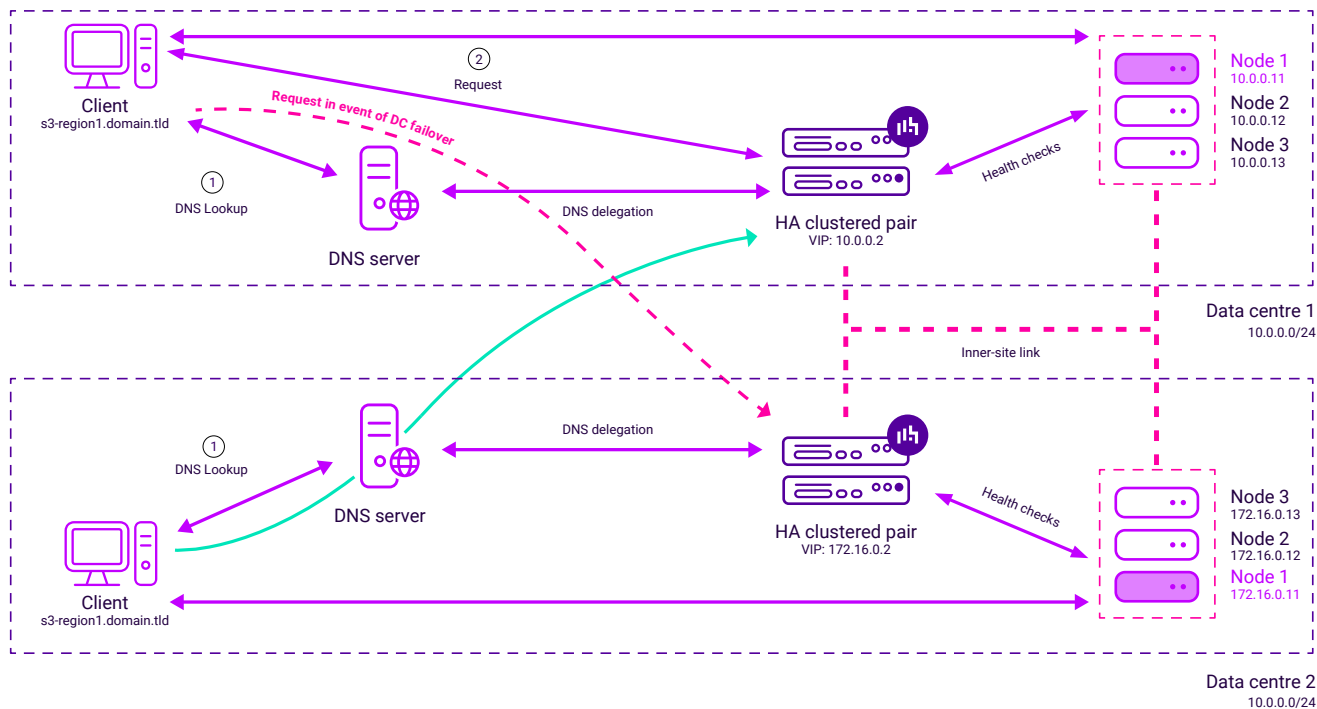 Client
s3-region1.domain.tld
2
Request
Request in event of DC failover
1
DNS Lookup
DNS server
DNS delegation
HA clustered pair
VIP: 10.0.0.2
Health checks
Node 1
10.0.0.11
Node 2
10.0.0.12
Node 3
10.0.0.13
Data centre 1
10.0.0.0/24
Inner-site link
1
DNS Lookup
DNS server
DNS delegation
HA clustered pair
VIP: 172.16.0.2
Health checks
Node 3
172.16.0.13
Node 2
172.16.0.12
Node 1
172.16.0.11
Client
s3-region1.domain.tld
Data centre 2
10.0.0.0/24